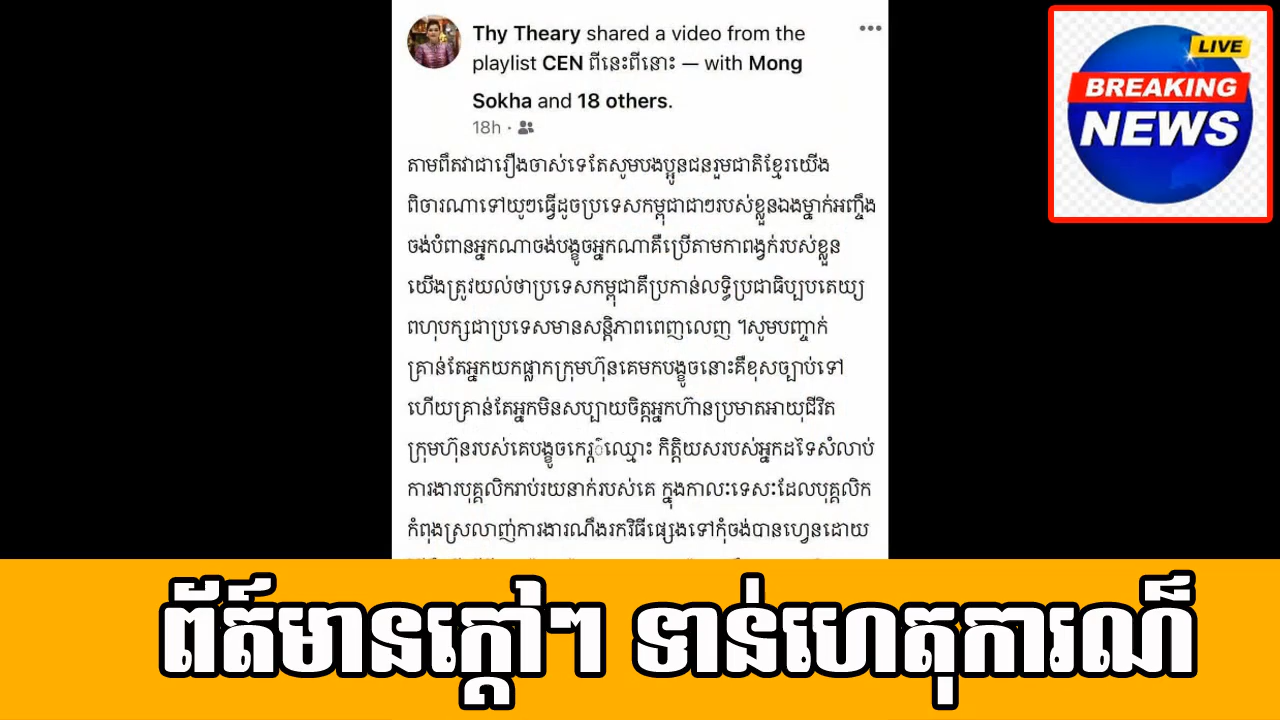 Thy Theary shared a video from the
playlist CEN ពីនេះពីនោះ — with Mong
Sokha and 18 others.
18h ·
តាមពឹតវាជារឿងចាស់ទេតែសូមបងប្អូនជនរួមជាតិខ្មែរយើង
ពិចារណាទៅយូៗធ្វើដូចប្រទេសកម្ពុជាជាៗរបស់ខ្លួនឯងម្នាក់អញ្ចឹង
ចង់បំពានអ្នកណាចង់បង្ខូចអ្នកណាគឺប្រើតាមកាពង្វក់របស់ខ្លួន
យើងត្រូវយល់ថាប្រទេសកម្ពុជាគឺប្រកាន់លទ្ធិប្រជាធិប្បបតេយ្យ
ពហុបក្សជាប្រទេសមានសន្តិភាពពេញលេញ ។សូមបញ្ចាក់
គ្រាន់តែអ្នកយកផ្លាកក្រុមហ៊ុនគេមកបង្ខូចនោះគឺខុសច្បាប់ទៅ
ហើយគ្រាន់តែអ្នកមិនសប្បាយចិត្តអ្នកហ៊ានប្រមាតអាយុជីវិត
ក្រុមហ៊ុនរបស់គេបង្ខូចកេរ្ត៍ឈ្មោះ កិត្តិយសរបស់អ្នកដទៃសំលាប់
ការងារបុគ្គលិករាប់រយនាក់របស់គេ ក្នុងកាលៈទេសៈដែលបុគ្គលិក
កំពុងស្រលាញ់ការងារណឹងរកវិធីផ្សេងទៅកុំចង់បានហ្វេនដោយ
LIVE
BREAKING
NEWS
ព័ត៍មានក្តៅៗ ទាន់ហេតុការណ៍